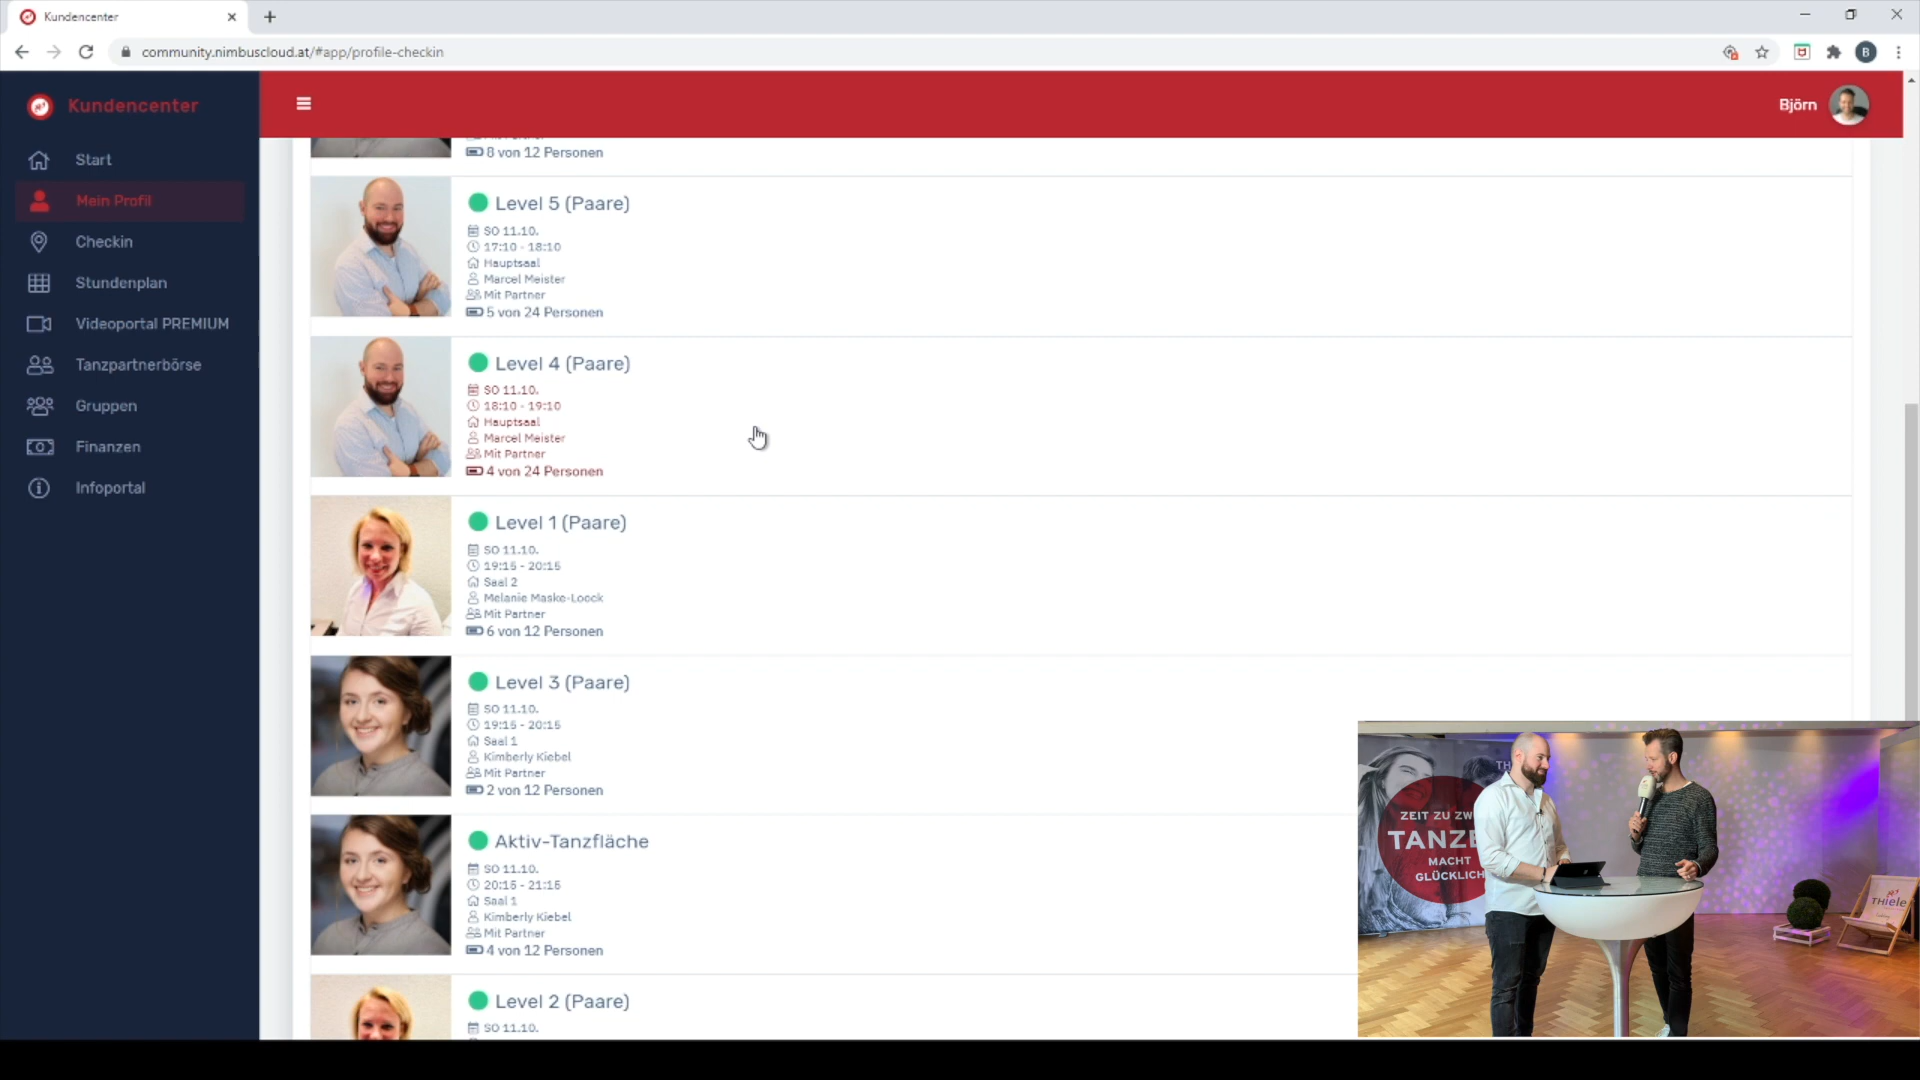 Kundencenter
community.nimbuscloud.at/#app/profile-checkin
B
Kundencenter
Björn
Start
Mein Profil
Checkin
Stundenplan
Videoportal PREMIUM
Tanzpartnerbörse
Gruppen
Finanzen
Infoportal
8 von 12 Personen
Level 5 (Paare)
SO 11.10.
17:10 - 18:10
Hauptsaal
Marcel Meister
Mit Partner
5 von 24 Personen
Level 4 (Paare)
SO 11.10.
18:10 - 19:10
Hauptsaal
Marcel Meister
Mit Partner
4 von 24 Personen
Level 1 (Paare)
SO 11.10.
19:15 - 20:15
Saal 2
Melanie Maske-Loock
Mit Partner
6 von 12 Personen
Level 3 (Paare)
SO 11.10.
19:15 - 20:15
Saal 1
Kimberly Kiebel
Mit Partner
2 von 12 Personen
Aktiv-Tanzfläche
SO 11.10.
20:15 - 21:15
Saal 1
Kimberly Kiebel
Mit Partner
4 von 12 Personen
Level 2 (Paare)
SO 11.10.
TH
ZEIT ZU ZW
TANZE
MACHT
GLÜCKLICH
THiele